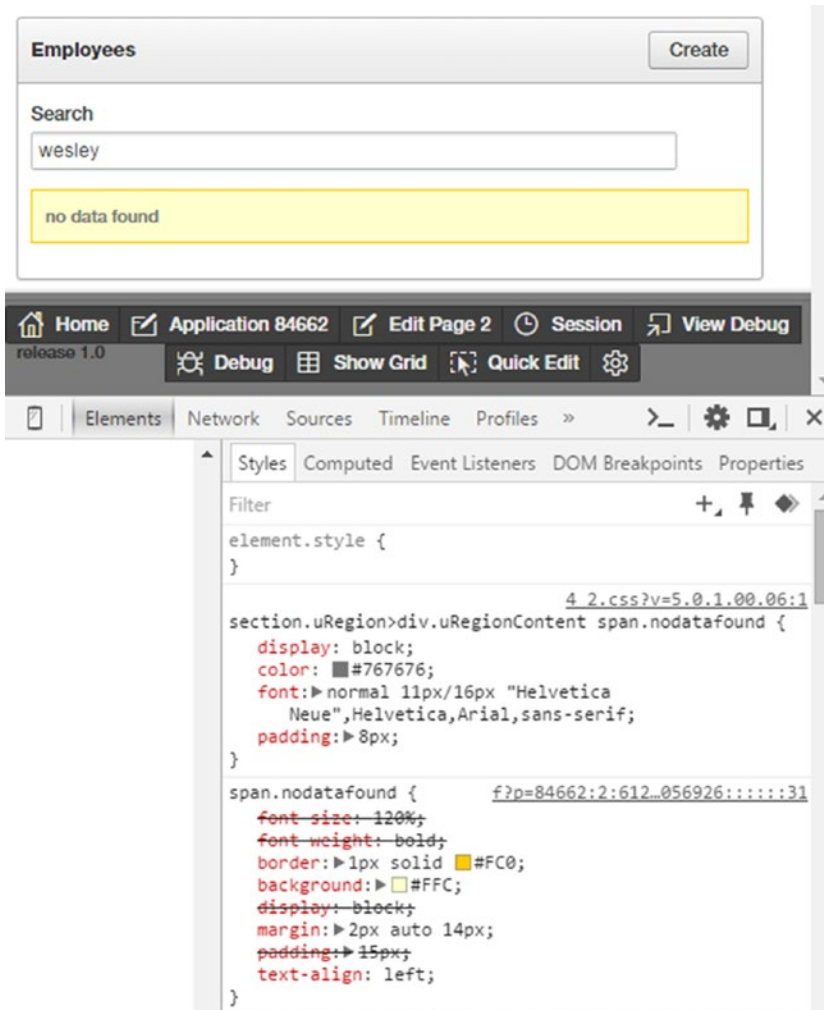 Employees Create
Search
wesley
no data found
Home Application 84662 Edit Page 2 Session View Debug
release 1.0 Debug Show Grid Quick Edit
Elements Network Sources Timeline Profiles »
Styles Computed Event Listeners DOM Breakpoints Properties
Filter
element.style {
}
4_2.css?v=5.0.1.00.06:1
section.uRegion>div.uRegionContent span.nodatafound {
display: block;
color: #767676;
font: normal 11px/16px "Helvetica
Neue",Helvetica,Arial,sans-serif;
padding: 8px;
}
span.nodatafound { f?p=84662:2:612…056926::::::31
font-size: 120%;
font-weight: bold;
border: 1px solid #FC0;
background: #FFC;
display: block;
margin: 2px auto 14px;
padding: 15px;
text-align: left;
}